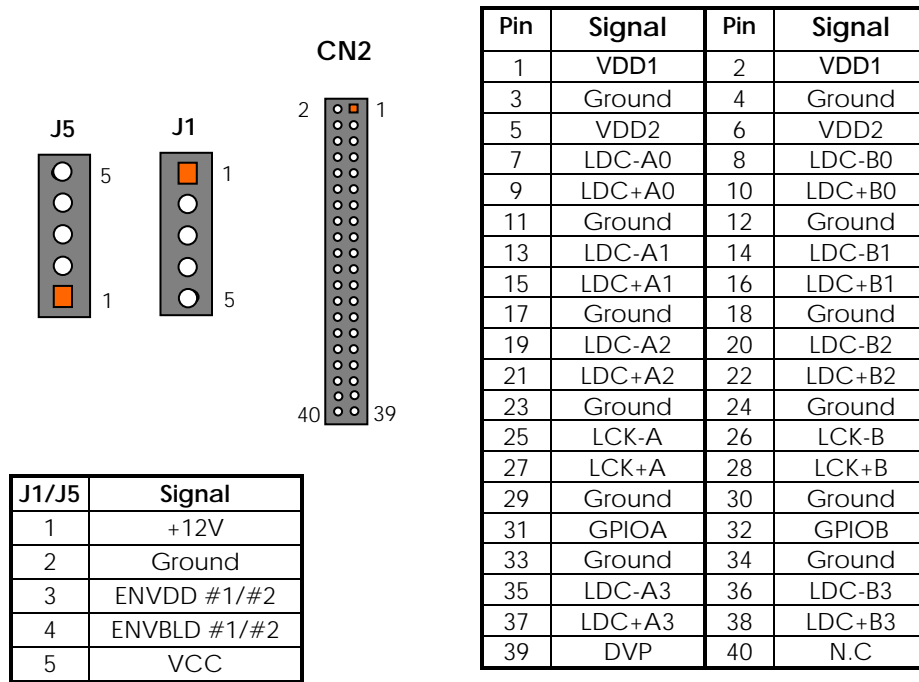 CN2
2 1
J5 J1
5 1
1 5
40 39
J1/J5 Signal
1 +12V
2 Ground
3 ENVDD #1/#2
4 ENVBLD #1/#2
5 VCC
Pin Signal Pin Signal
1 VDD1 2 VDD1
3 Ground 4 Ground
5 VDD2 6 VDD2
7 LDC-A0 8 LDC-B0
9 LDC+A0 10 LDC+B0
11 Ground 12 Ground
13 LDC-A1 14 LDC-B1
15 LDC+A1 16 LDC+B1
17 Ground 18 Ground
19 LDC-A2 20 LDC-B2
21 LDC+A2 22 LDC+B2
23 Ground 24 Ground
25 LCK-A 26 LCK-B
27 LCK+A 28 LCK+B
29 Ground 30 Ground
31 GPIOA 32 GPIOB
33 Ground 34 Ground
35 LDC-A3 36 LDC-B3
37 LDC+A3 38 LDC+B3
39 DVP 40 N.C